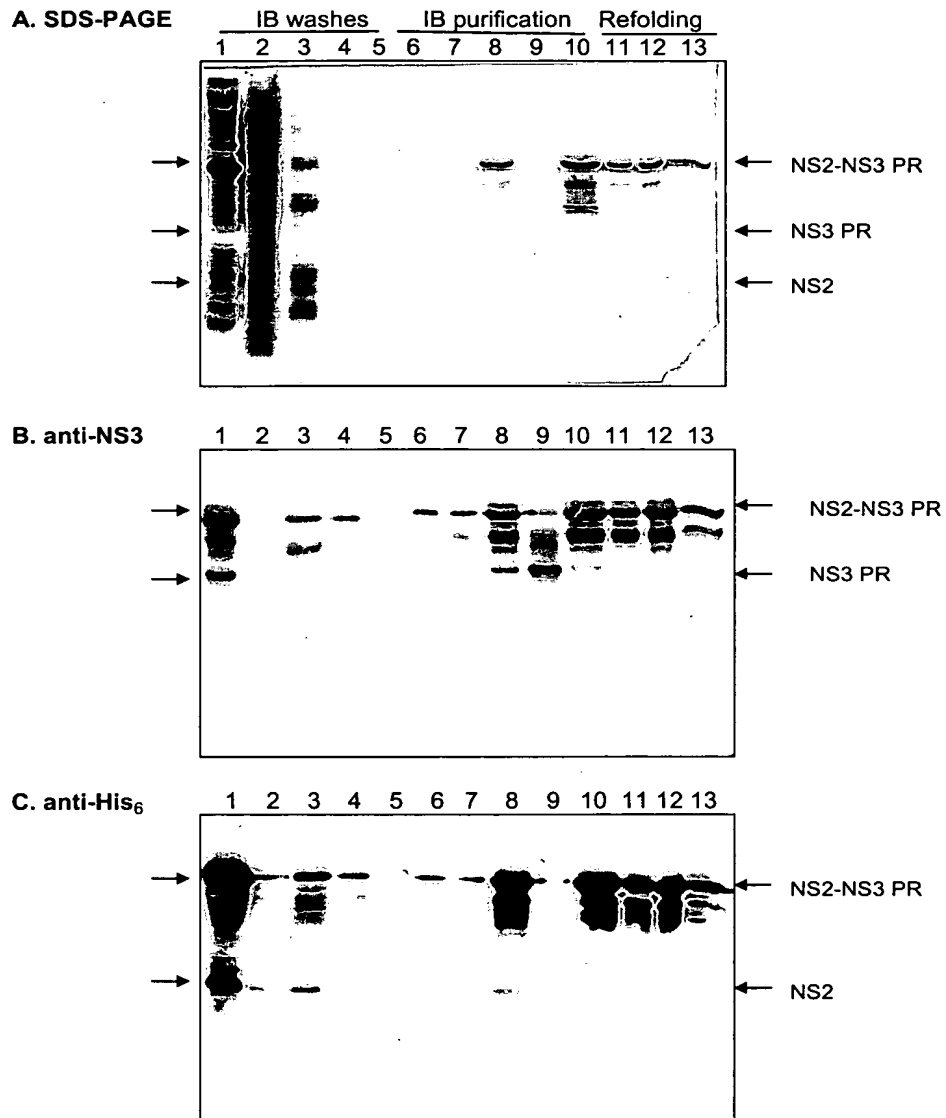 A. SDS-PAGE IB washes IB purification Refolding
1 2 3 4 5 6 7 8 9 10 11 12 13
NS2-NS3 PR
NS3 PR
NS2
B. anti-NS3 1 2 3 4 5 6 7 8 9 10 11 12 13
NS2-NS3 PR
NS3 PR
C. anti-His6 1 2 3 4 5 6 7 8 9 10 11 12 13
NS2-NS3 PR
NS2